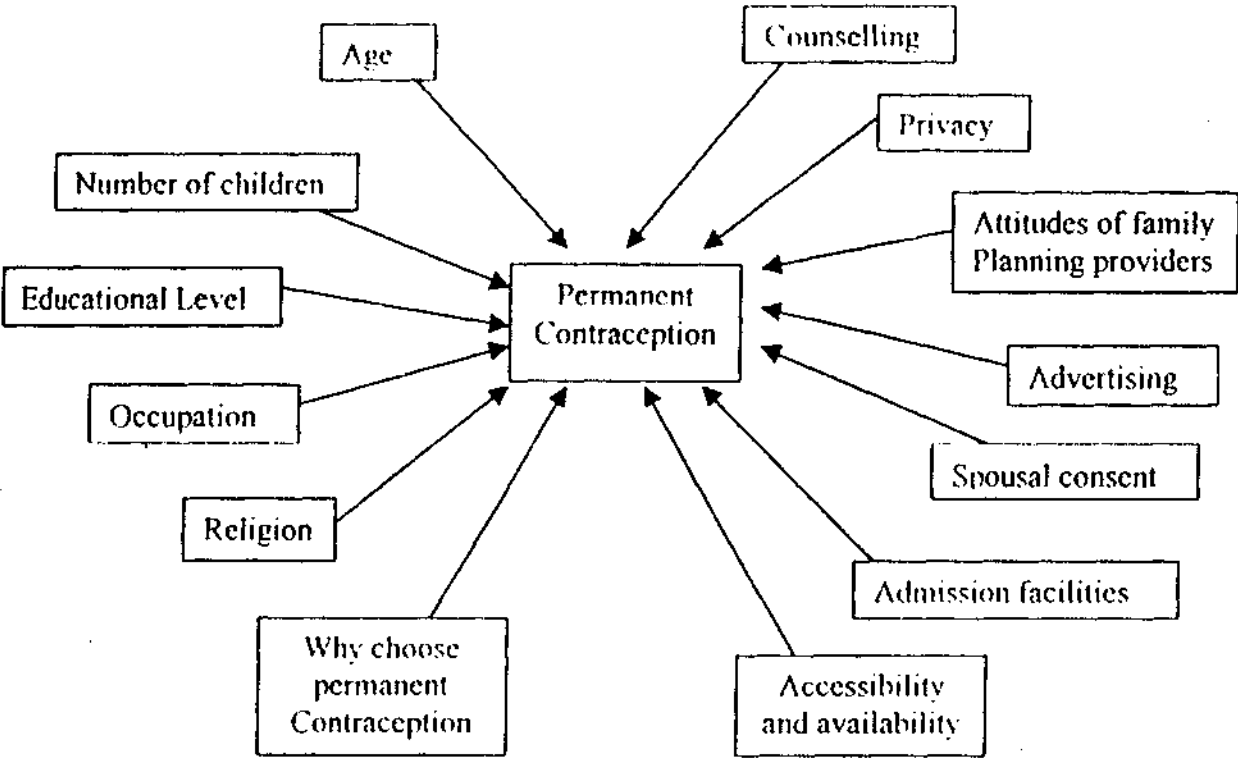 Age
Counselling
Privacy
Number of children
Attitudes of family
Planning providers
Educational Level
Permanent
Contraception
Advertising
Occupation
Spousal consent
Religion
Admission facilities
Why choose
permanent
Contraception
Accessibility
and availability